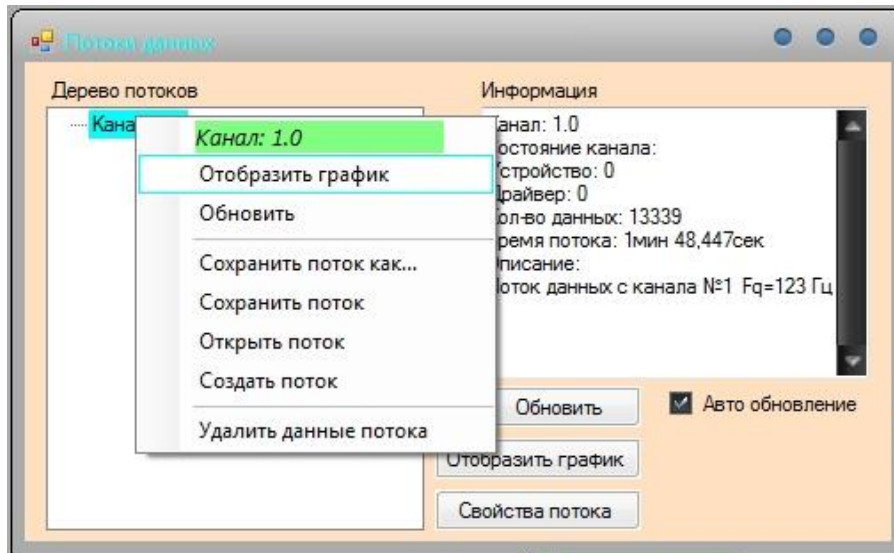 Потоки данных
Дерево потоков
Информация
Кана
Канал: 1.0
Отобразить график
Обновить
Сохранить поток как...
Сохранить поток
Открыть поток
Создать поток
Удалить данные потока
анал: 1.0
остояние канала:
стройство: 0
райвер: 0
ол-во данных: 13339
ремя потока: 1мин 48,447сек
писание:
оток данных с канала №1 Fq=123 Гц
Обновить
Авто обновление
Отобразить график
Свойства потока